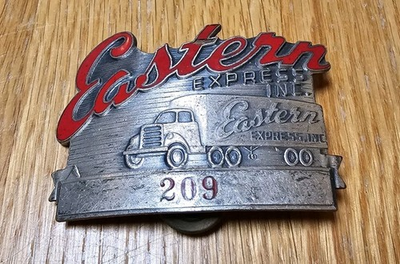 Eastern
EXPRESS
INC.
Eastern
EXPRESS, INC
209